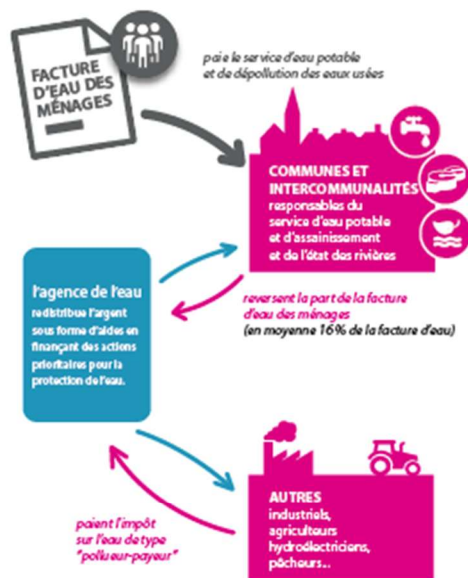 FACTURE
D'EAU DES
MÉNAGES
paie le service d'eau potable
et de dépollution des eaux usées
COMMUNES ET
INTERCOMMUNALITÉS
responsables du
service d'eau potable
et d'assainissement
et de l'état des rivières
l'agence de l'eau
redistribue l'argent
sous forme d'aides en
finançant des actions
prioritaires pour la
protection de l'eau.
reversent la part de la facture
d'eau des ménages
(en moyenne 16% de la facture d'eau)
paient l'impôt
sur l'eau de type
"pollueur-payeur"
AUTRES
industriels,
agriculteurs
hydroélectriciens,
pêcheurs...